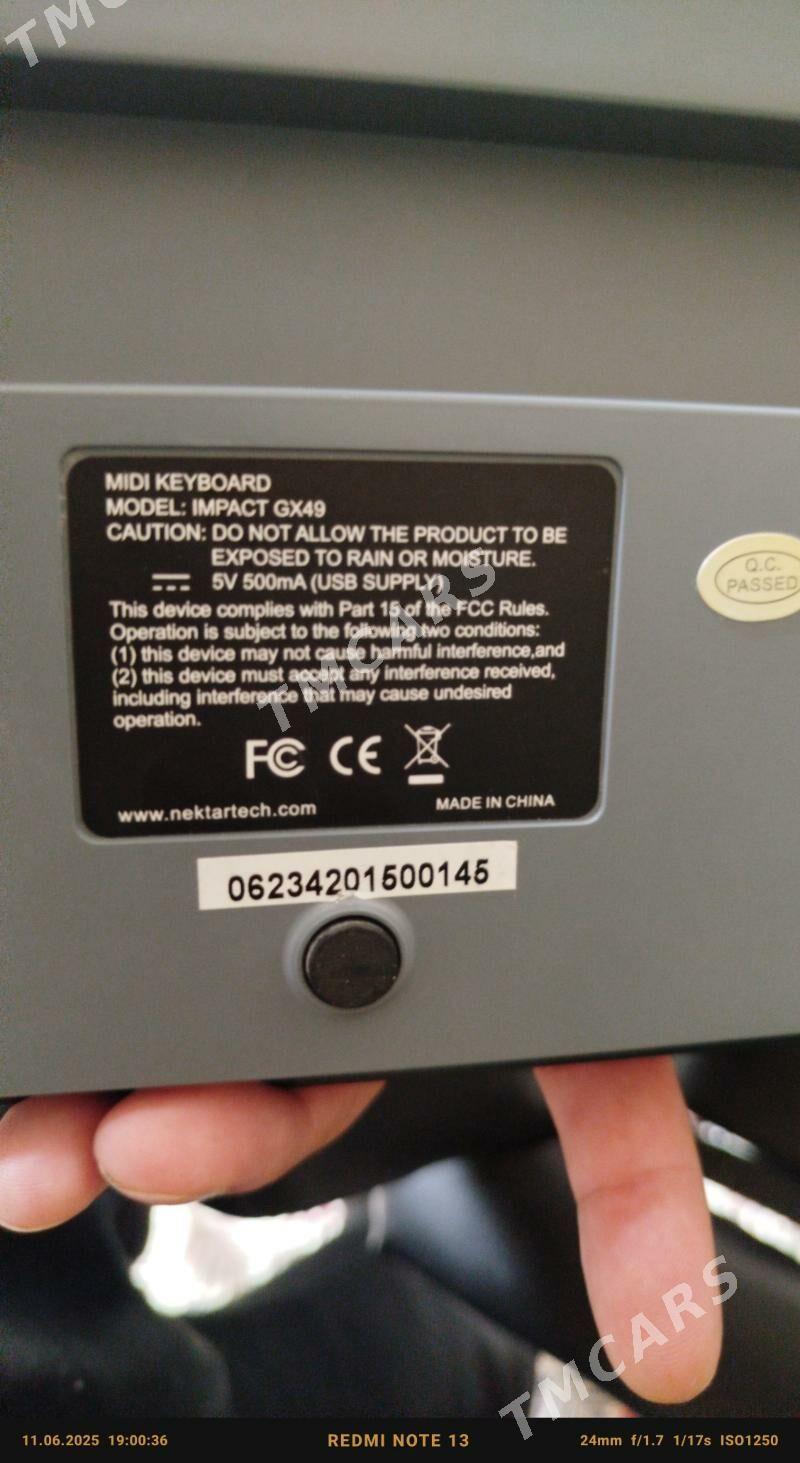 TMC
MIDI KEYBOARD
MODEL: IMPACT GX49
CAUTION: DO NOT ALLOW THE PRODUCT TO BE
EXPOSED TO RAIN OR MOISTURE.
5V 500mA (USB SUPPLY)
This device complies with Part 15 of the FCC Rules.
Operation is subject to the following two conditions:
(1) this device may not cause harmful interference,and
(2) this device must accept any interference received,
including interference that may cause undesired
operation.
FC CE
www.nektartech.com
MADE IN CHINA
Q.C.
PASSED
TMCARS
06234201500145
TMCARS
11.06.2025 19:00:36
REDMI NOTE 13
24mm f/1.7 1/17s ISO1250